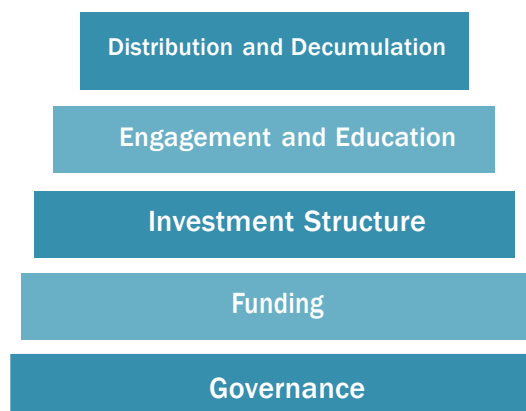 Distribution and Decumulation
Engagement and Education
Investment Structure
Funding
Governance